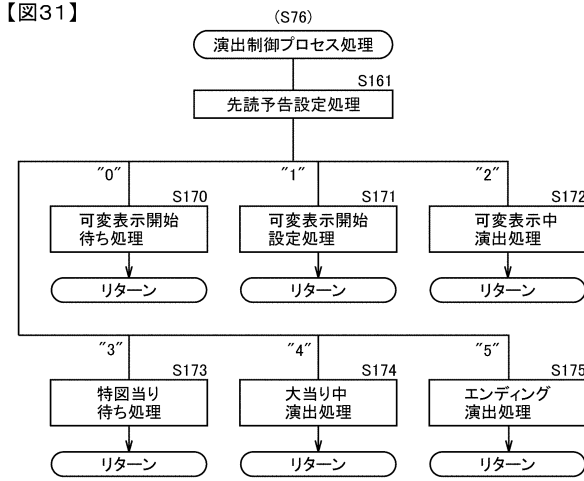 【図31】
(S76)
演出制御プロセス処理
S161
先読予告設定処理
"0"
"1"
"2"
S170
S171
S172
可変表示開始
待ち処理
可変表示開始
設定処理
可変表示中
演出処理
リターン
リターン
リターン
"3"
"4"
"5"
S173
S174
S175
特図当り
待ち処理
大当り中
演出処理
エンディング
演出処理
リターン
リターン
リターン